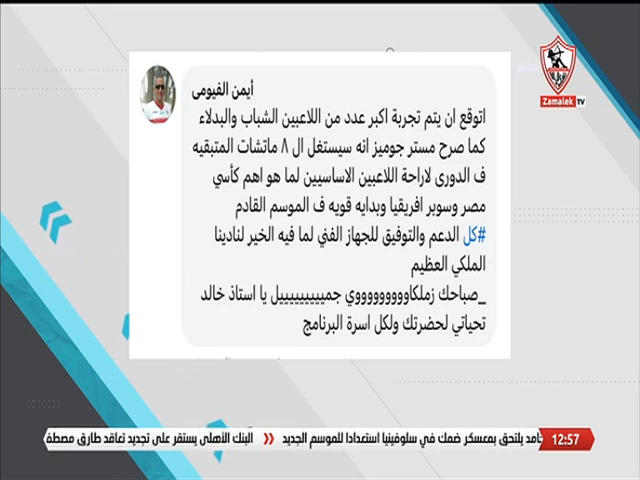 Zamalek TV
أيمن الفيومى
اتوقع ان يتم تجربة اكبر عدد من اللاعبين الشباب والبدلاء
كما صرح مستر جوميز انه سيستغل ال ٨ ماتشات المتبقيه
ف الدورى لاراحة اللاعبين الاساسيين لما هو اهم كأسي
مصر وسوبر افريقيا وبدايه قويه ف الموسم القادم
#كل الدعم والتوفيق للجهاز الفني لما فيه الخير لنادينا
الملكي العظيم
_صباحك زملكاوووووووووي جميييييييييل يا استاذ خالد
تحياتي لحضرتك ولكل اسرة البرنامج
12:57 حامد يلتحق بمعسكر ضمك في سلوفينيا استعدادا للموسم الجديد » البنك الأهلى يستقر على تجديد تعاقد طارق مصطف